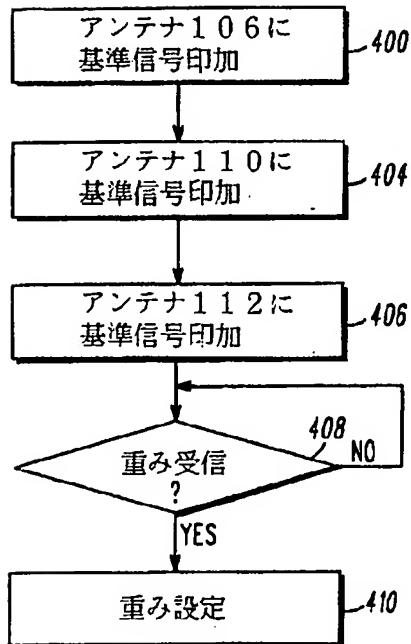 アンテナ106に
基準信号印加
400
アンテナ110に
基準信号印加
404
アンテナ112に
基準信号印加
406
408
重み受信
?
NO
YES
重み設定
410